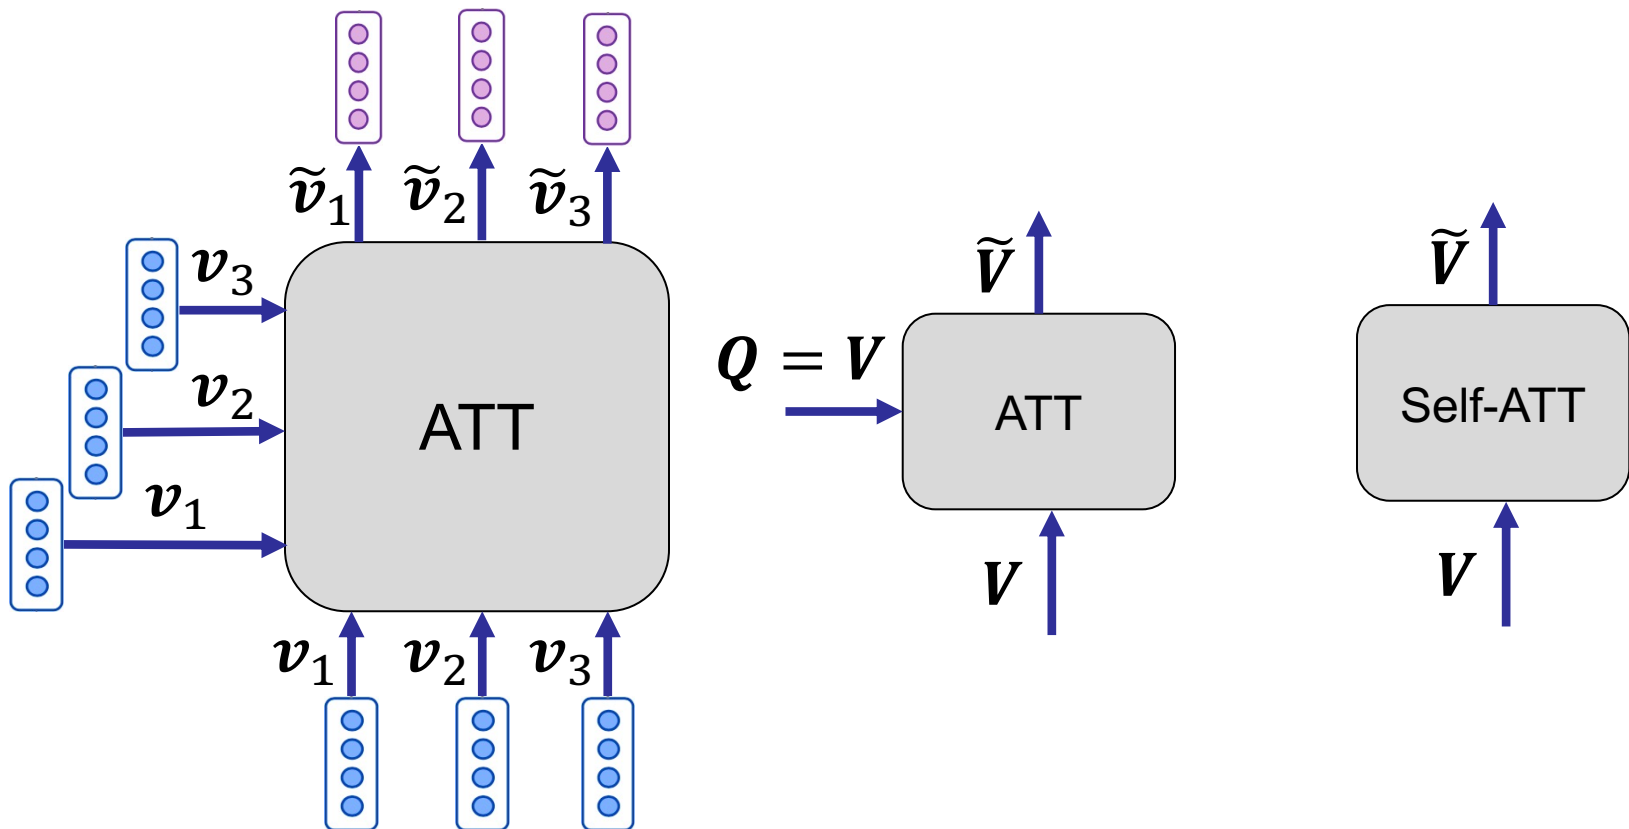 ṽ₁ ṽ₂ ṽ₃
v₃
v₂
v₁
ATT
v₁ v₂ v₃
Ṽ
Q = V
ATT
V
Ṽ
Self-ATT
V